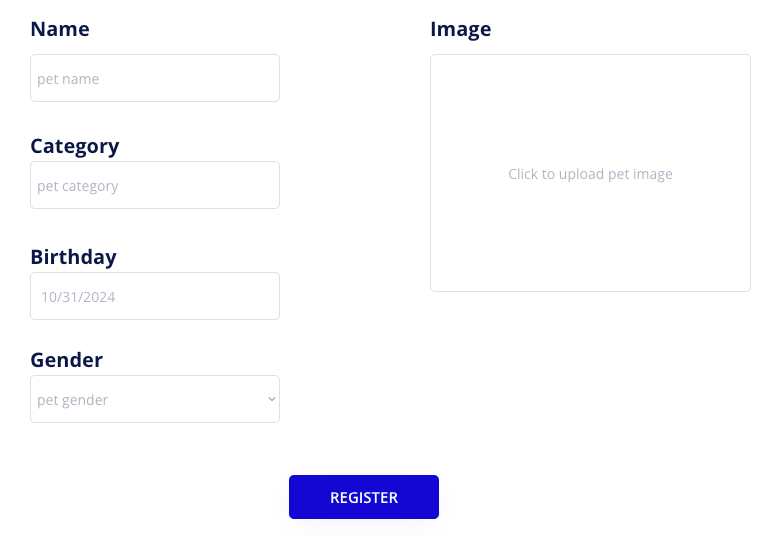 Name
pet name
Category
pet category
Birthday
10/31/2024
Gender
pet gender
Image
Click to upload pet image
REGISTER